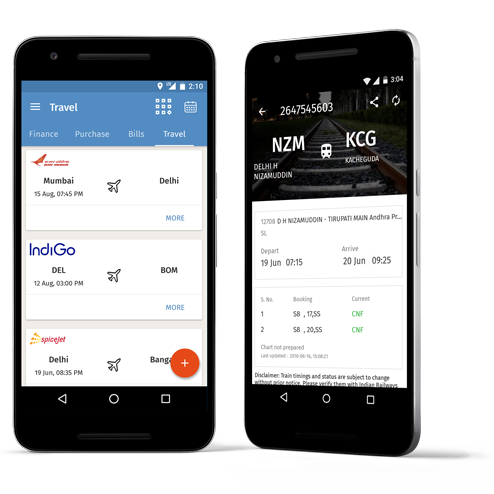 2:10
Travel
Finance Purchase Bills Travel
Mumbai Delhi
15 Aug, 07:45 PM
MORE
IndiGo
DEL BOM
12 Aug, 03:00 PM
MORE
spicejet
Delhi Banga
19 Jun, 08:35 PM
+
3:04
2647545603
NZM KCG
DELHI H KACHEGUDA
NIZAMUDDIN
12708 D H NIZAMUDDIN - TIRUPATI MAIN Andhra Pr...
SL
Depart Arrive
19 Jun 07:15 20 Jun 09:25
S. No. Booking Current
1 S8 , 17,SS CNF
2 S8 , 20,SS CNF
Chart not prepared
Last updated : 2016-06-16, 15:08:21
Disclaimer: Train timings and status are subject to change
without prior notice. Please verify them with Indian Railways